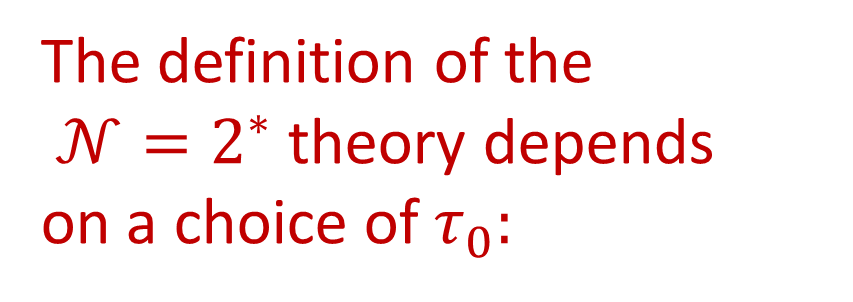 The definition of the
𝒩 = 2* theory depends
on a choice of τ₀: